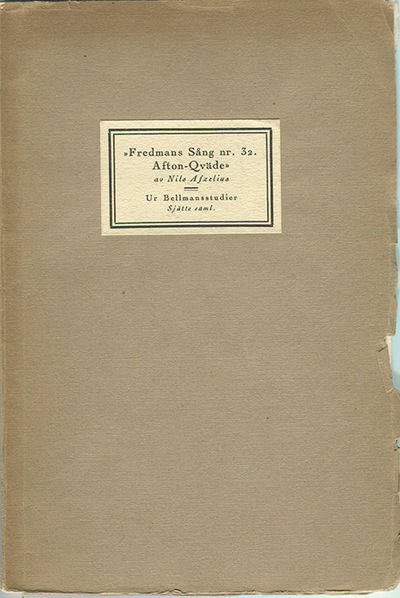 »Fredmans Sång nr. 32.
Afton-Qväde»
av Nils Afzelius
Ur Bellmansstudier
Sjätte saml.